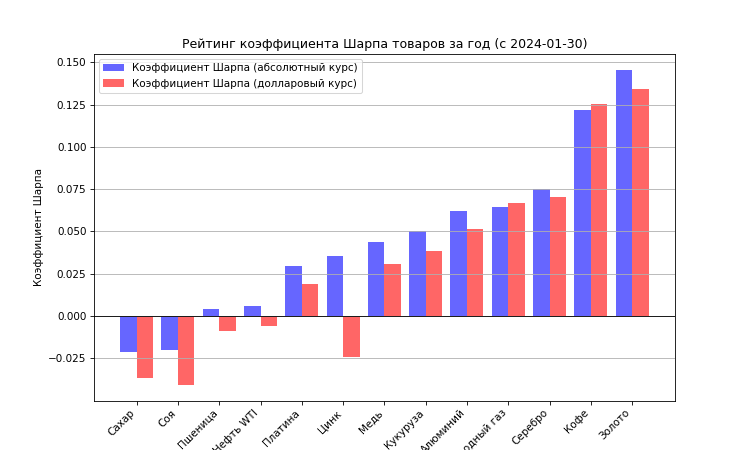 Рейтинг коэффициента Шарпа товаров за год (с 2024-01-30)
Коэффициент Шарпа (абсолютный курс)
Коэффициент Шарпа (долларовый курс)
Коэффициент Шарпа
0.150
0.125
0.100
0.075
0.050
0.025
0.000
−0.025
Сахар
Соя
Пшеница
Нефть WTI
Платина
Цинк
Медь
Кукуруза
Алюминий
одный газ
Серебро
Кофе
Золото